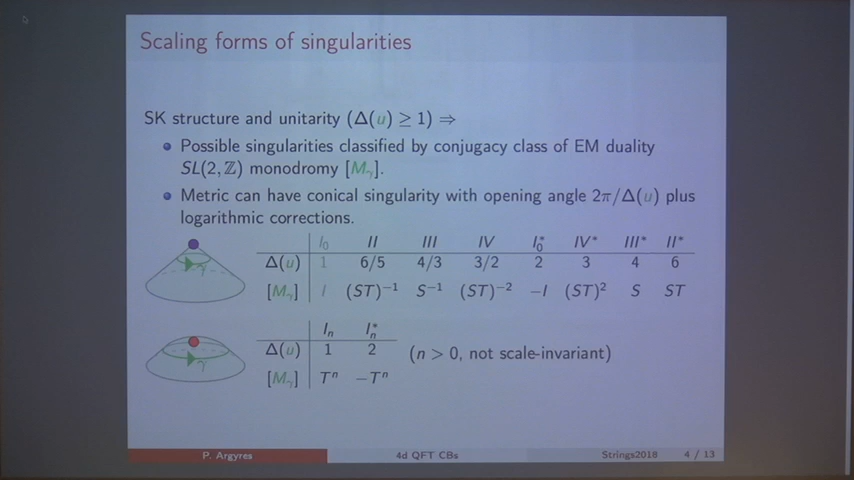 Scaling forms of singularities
SK structure and unitarity (Δ(u) ≥ 1) ⇒
Possible singularities classified by conjugacy class of EM duality
SL(2, ℤ) monodromy [Mγ].
Metric can have conical singularity with opening angle 2π/Δ(u) plus
logarithmic corrections.
γ
I₀ II III IV I₀* IV* III* II*
Δ(u) 1 6/5 4/3 3/2 2 3 4 6
[Mγ] I (ST)⁻¹ S⁻¹ (ST)⁻² −I (ST)² S ST
γ
Iₙ Iₙ*
Δ(u) 1 2 (n > 0, not scale-invariant)
[Mγ] Tⁿ −Tⁿ
P. Argyres 4d QFT CBs Strings2018 4 / 13